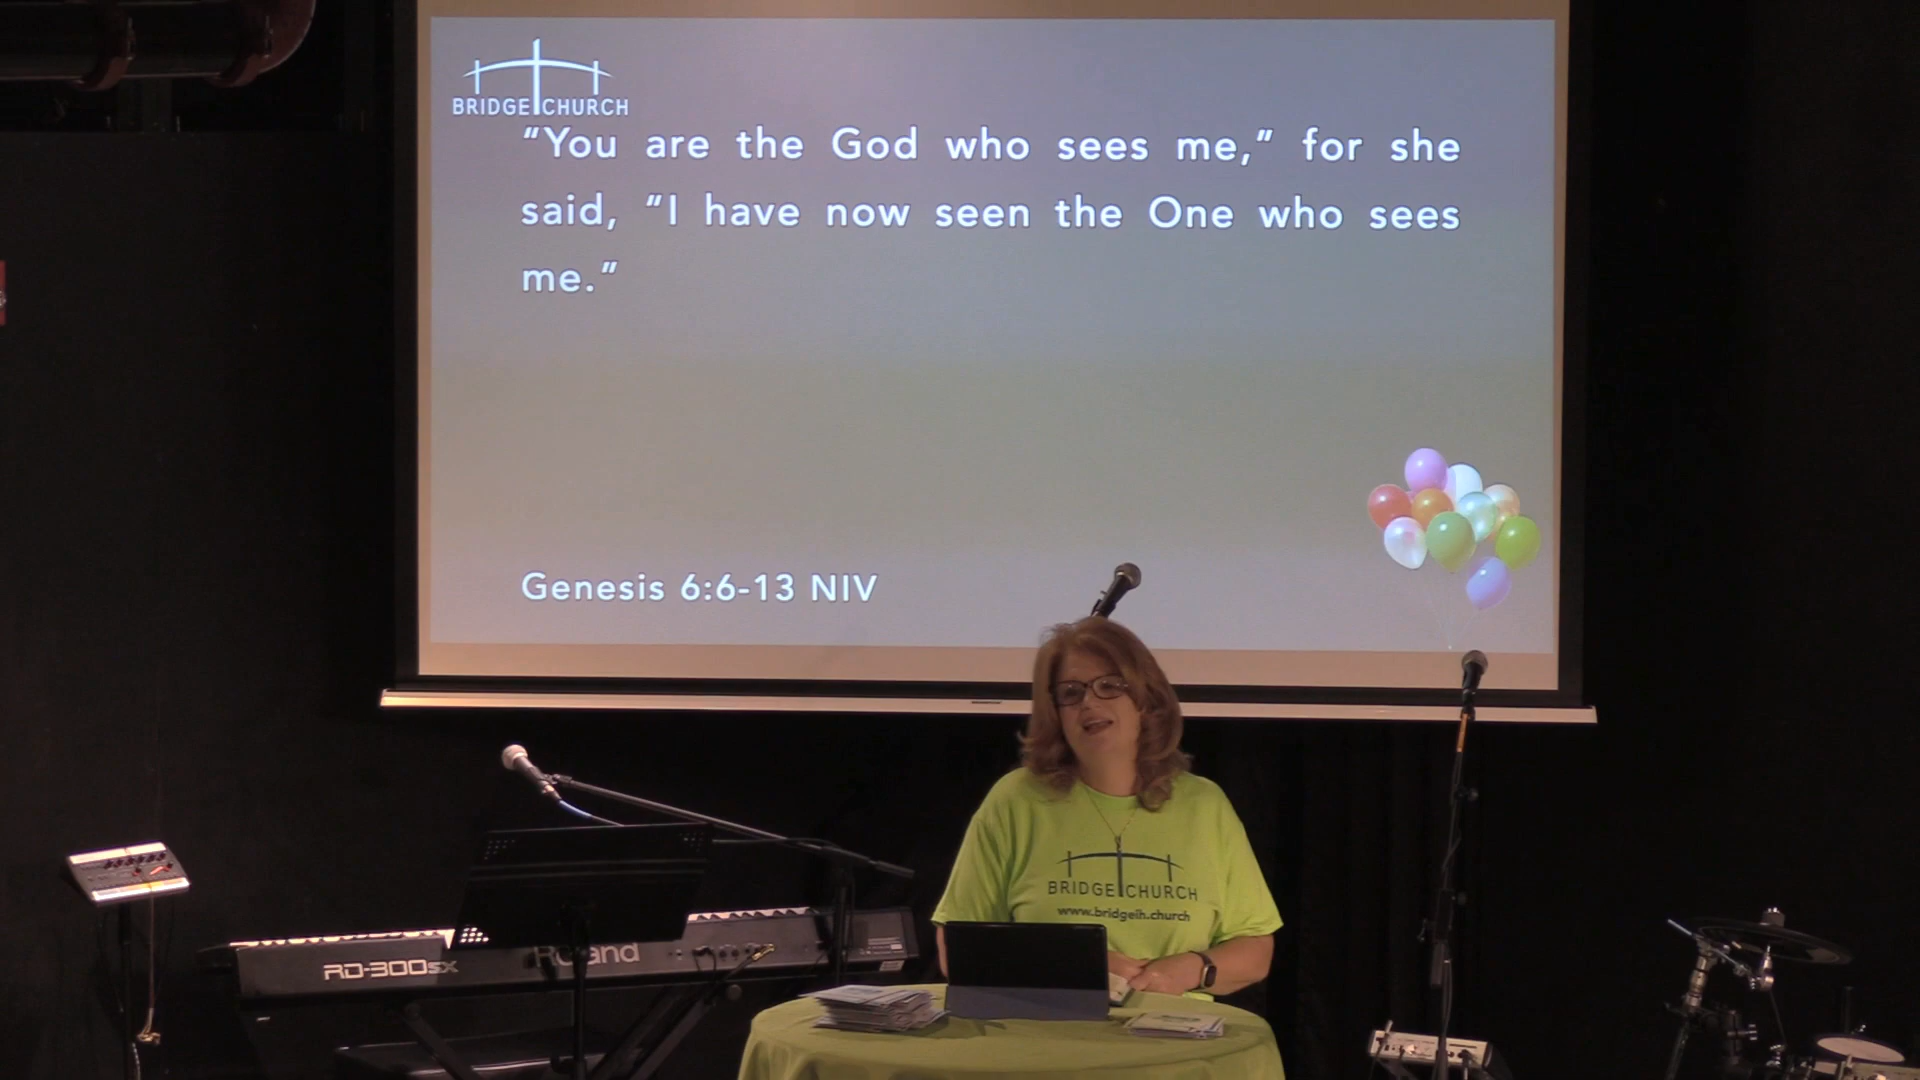 BRIDGE CHURCH
“You are the God who sees me,” for she
said, “I have now seen the One who sees
me.”
Genesis 6:6-13 NIV
BRIDGE CHURCH
www.bridgeih.church
RD-300SX
Roland